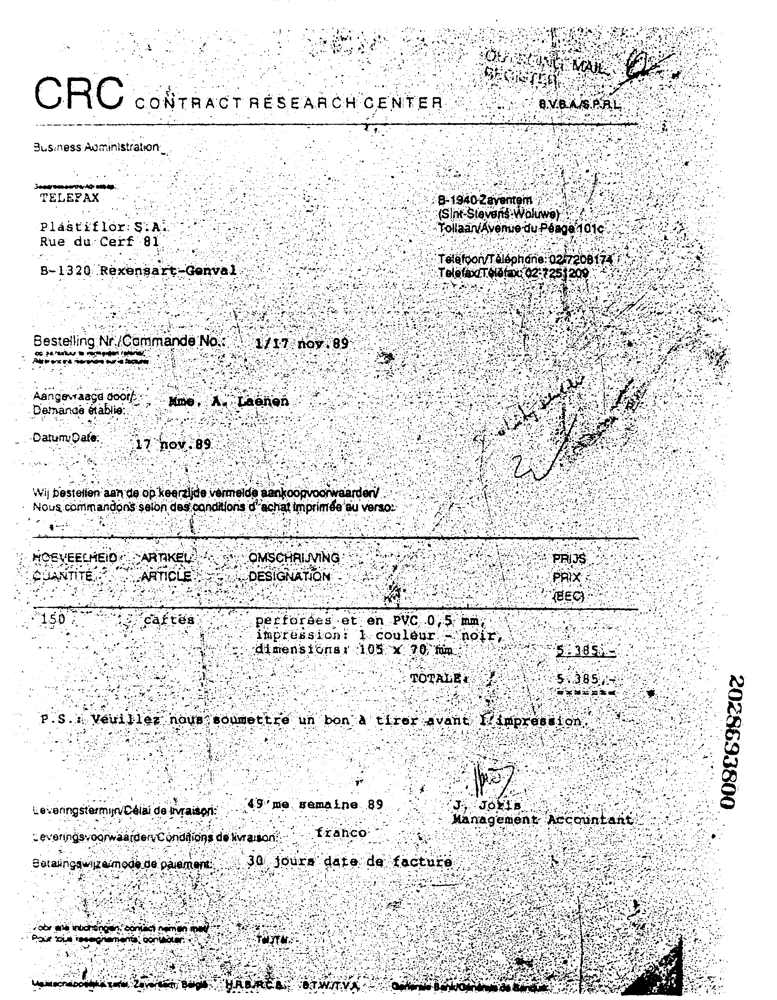 OUTGOING MAIL
REGISTER
CRC CONTRACT RESEARCH CENTER
B.V.B.A./S.P.R.L.
Business Administration
TELEFAX
Plastiflor S.A.
Rue du Cerf 81
B-1320 Rexensart-Genval
B-1940 Zaventem
(Sint-Stevens-Woluwe)
Tollaan/Avenue du Péage 101c
Telefoon/Téléphone: 02/7208174
Telefax/Téléfax: 02-7251209
Bestelling Nr./Commande No.: 1/17 nov.89
Aangevraagd door/: Mme. A. Laenen
Demande établie:
Datum/Date: 17 nov.89
Wij bestellen aan de op keerzijde vermelde aankoopvoorwaarden/
Nous commandons selon des conditions d'achat imprimée au verso:
HOEVEELHEID ARTIKEL OMSCHRIJVING PRIJS
QUANTITE ARTICLE DESIGNATION PRIX
(BEC)
150 cartes perforées et en PVC 0,5 mm,
impression: 1 couleur - noir,
dimensions: 105 x 70 mm 5.385,-
TOTALE: 5.385,-
=======
P.S.: Veuillez nous soumettre un bon à tirer avant l'impression.
Leveringstermijn/Délai de livraison: 49'me semaine 89
J. Joris
Management Accountant
Leveringsvoorwaarden/Conditions de livraison: franco
Betalingswijze/mode de paiement: 30 jours date de facture
Voor alle inlichtingen, contact nemen met/
Pour tous renseignements, contacter: Tel./Tél.:
Maatschappelijke zetel: Zaventem, België H.R.B./R.C.B. B.T.W./T.V.A. Generale Bank/Générale de Banque
2028693800